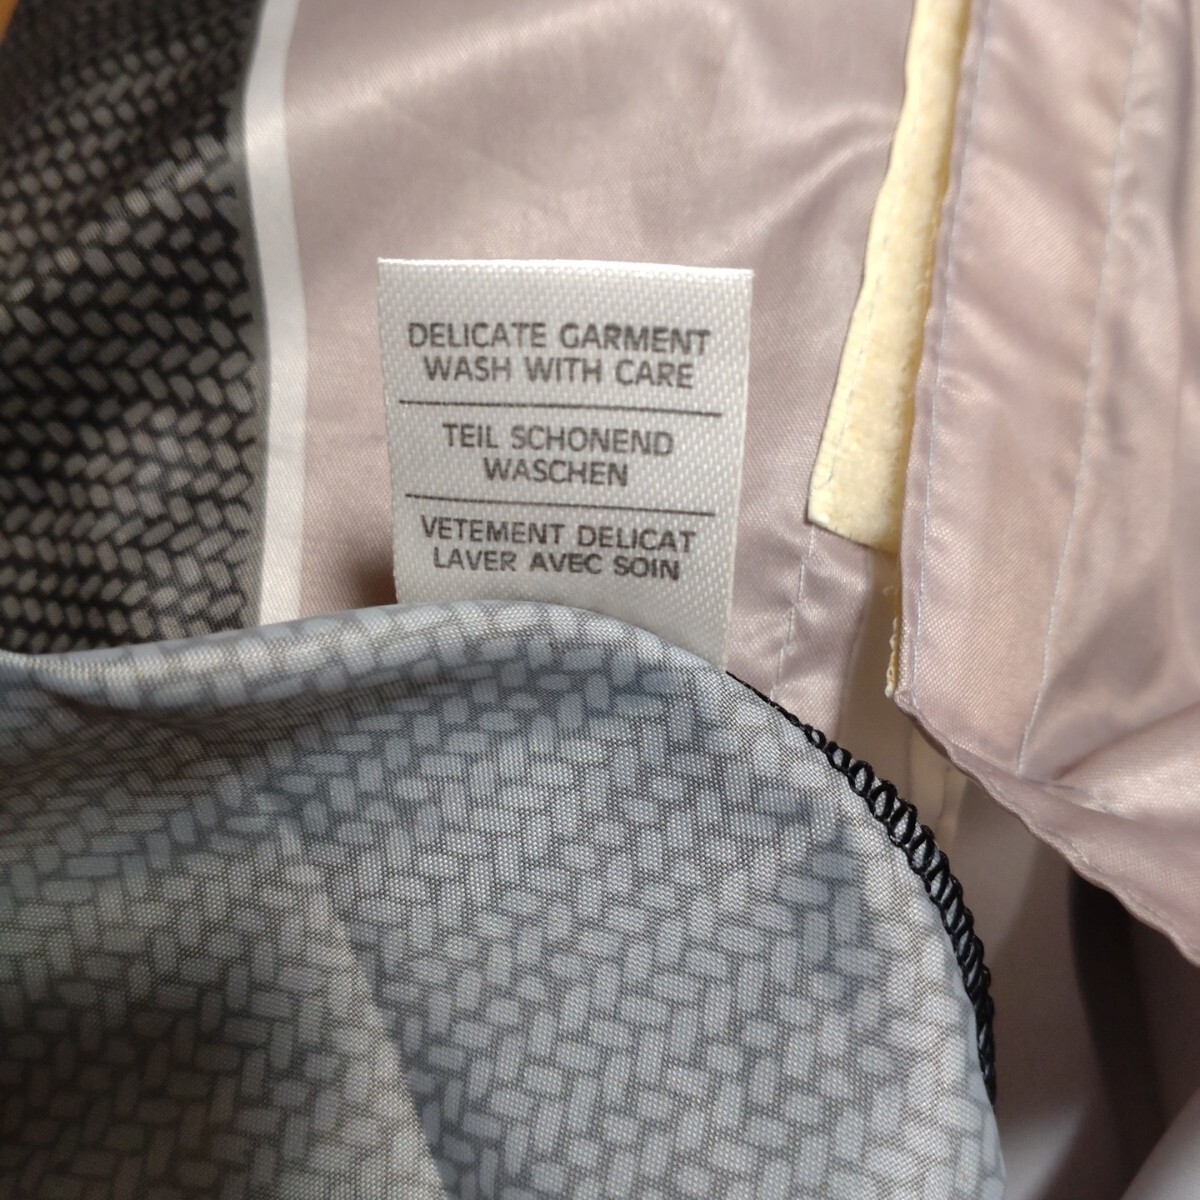 DELICATE GARMENT
WASH WITH CARE
TEIL SCHONEND
WASCHEN
VETEMENT DELICAT
LAVER AVEC SOIN